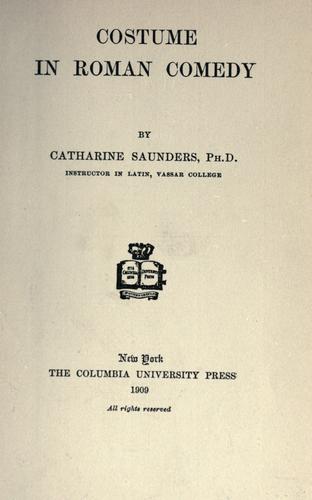 COSTUME
IN ROMAN COMEDY
BY
CATHARINE SAUNDERS, PH.D.
INSTRUCTOR IN LATIN, VASSAR COLLEGE
New York
THE COLUMBIA UNIVERSITY PRESS
1909
All rights reserved